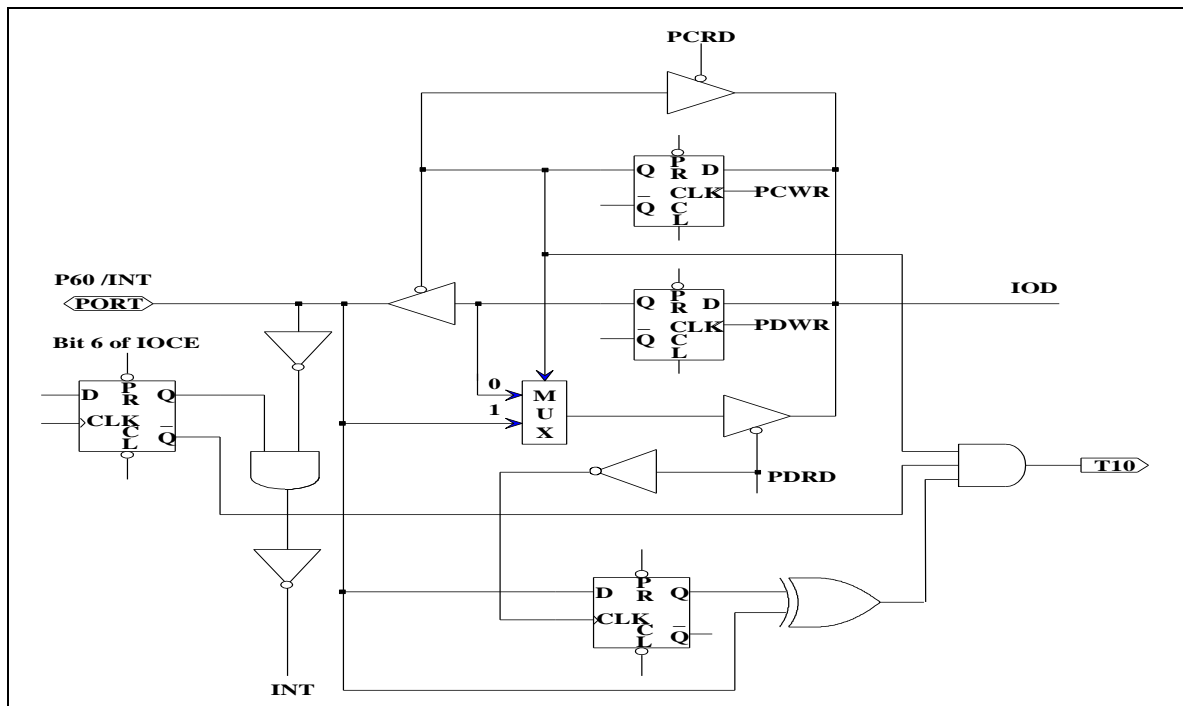 PCRD
Q PR D
CLK PCWR
Q CL
P60 /INT
PORT
IOD
Q PR D
CLK PDWR
Q CL
Bit 6 of IOCE
D PR Q
CLK
CL Q
0
1
MUX
PDRD
T10
D PR Q
CLK
CL Q
INT